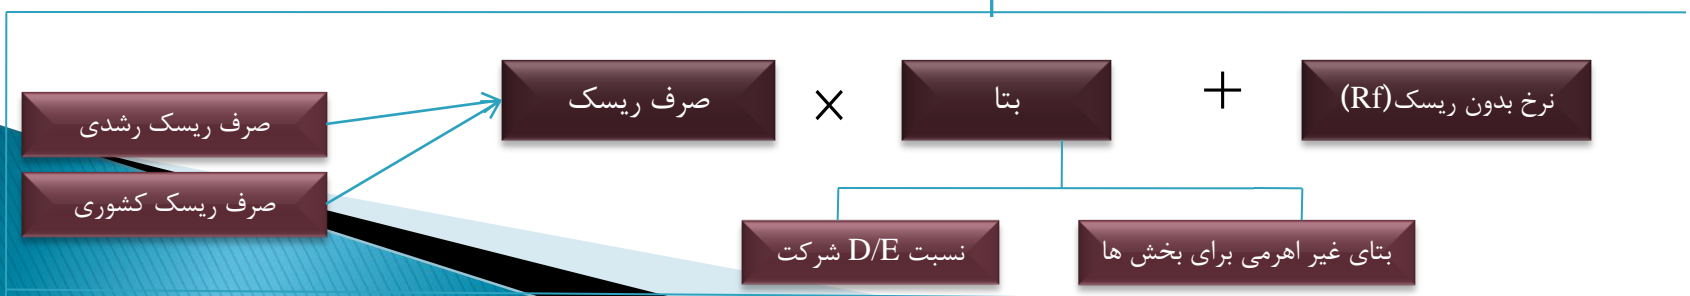 نرخ بدون ریسک(Rf)
+
بتا
×
صرف ریسک
صرف ریسک رشدی
صرف ریسک کشوری
بتای غیر اهرمی برای بخش ها
نسبت D/E شرکت